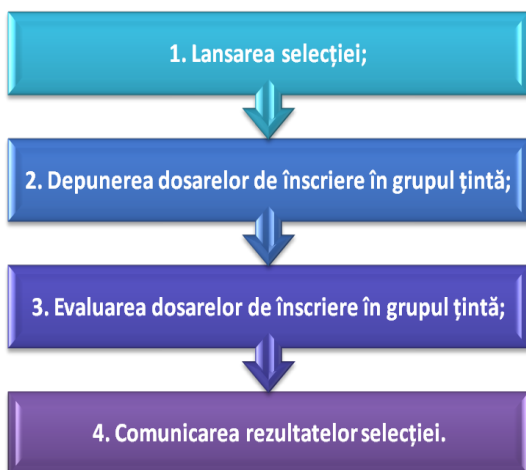 1. Lansarea selecției;
2. Depunerea dosarelor de înscriere în grupul țintă;
3. Evaluarea dosarelor de înscriere în grupul țintă;
4. Comunicarea rezultatelor selecției.